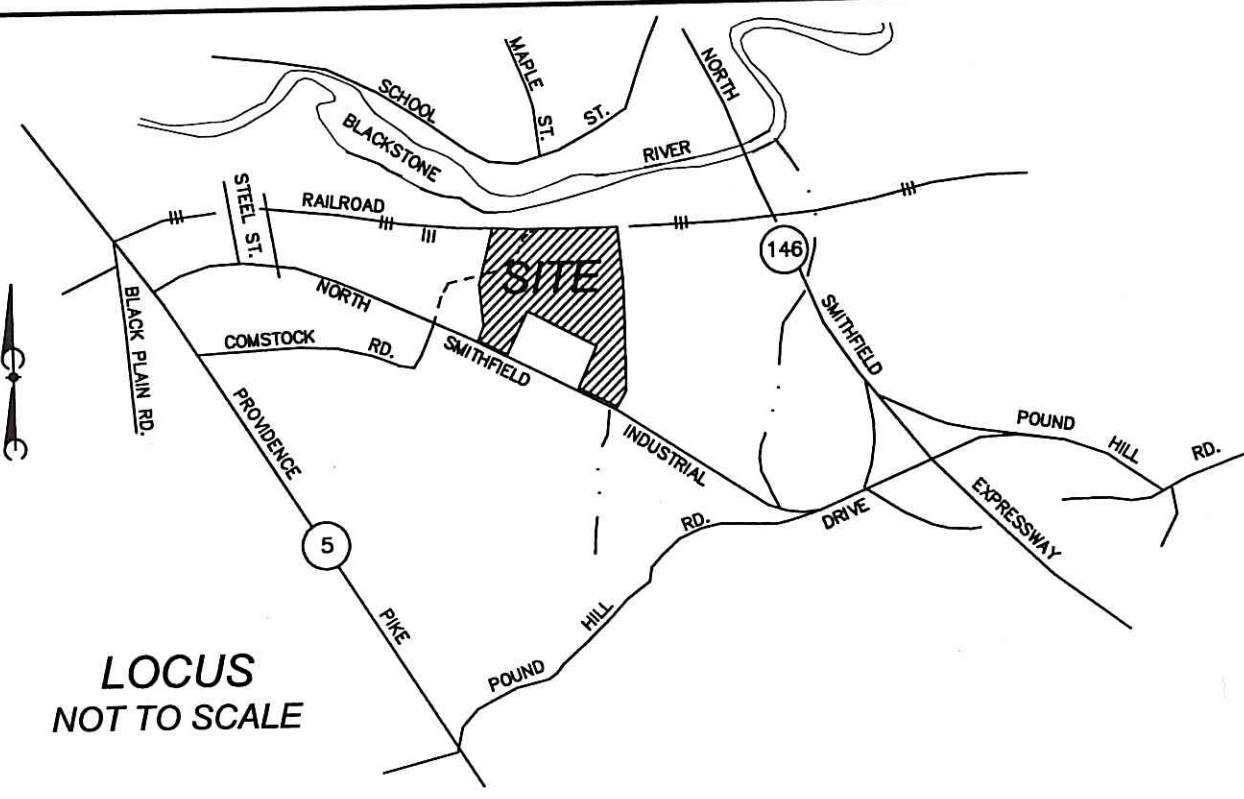 MAPLE ST.
SCHOOL ST.
BLACKSTONE RIVER
NORTH SMITHFIELD EXPRESSWAY
146
STEEL ST.
RAILROAD
SITE
NORTH SMITHFIELD INDUSTRIAL DRIVE
BLACK PLAIN RD.
COMSTOCK RD.
PROVIDENCE PIKE
5
POUND HILL RD.
POUND HILL RD.
LOCUS
NOT TO SCALE